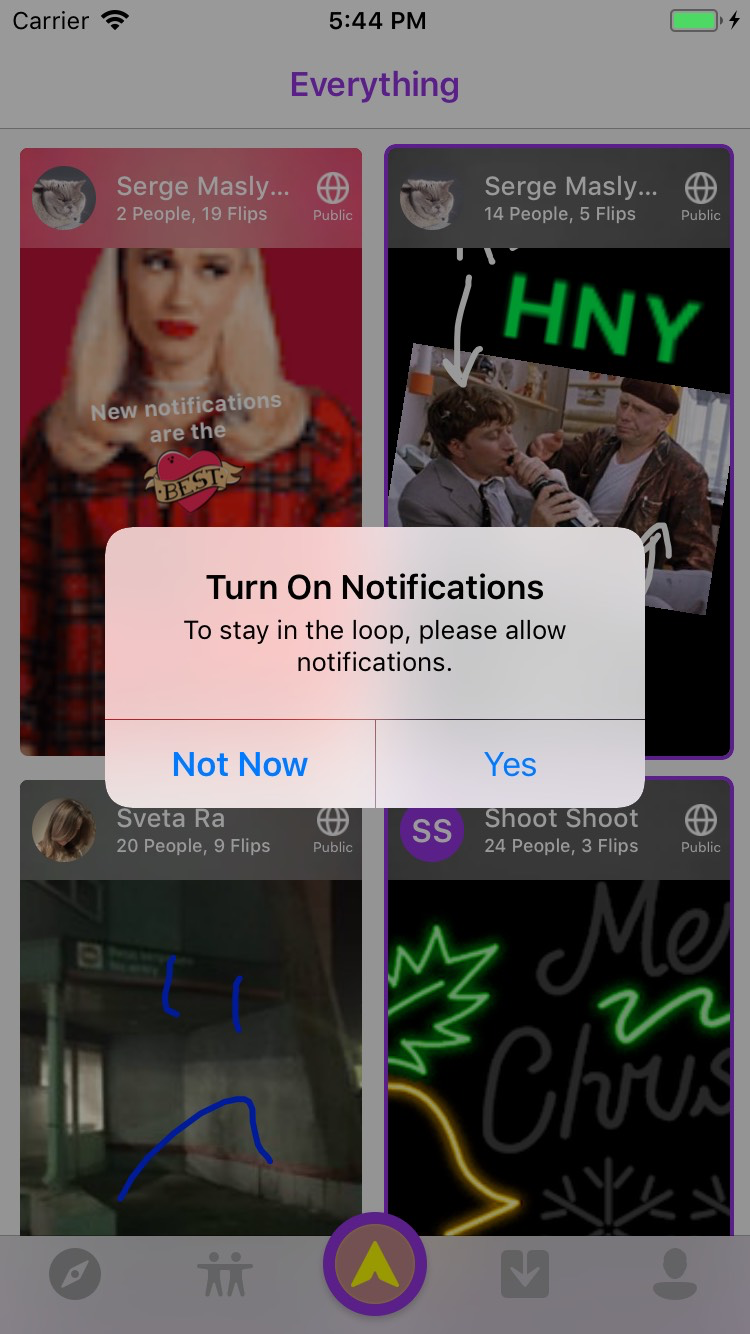 Carrier
5:44 PM
Everything
Serge Masly...
2 People, 19 Flips
Public
Serge Masly...
14 People, 5 Flips
Public
New notifications
are the
BEST
HNY
Turn On Notifications
To stay in the loop, please allow
notifications.
Not Now
Yes
Sveta Ra
20 People, 9 Flips
Public
SS
Shoot Shoot
24 People, 3 Flips
Public
Me
Chris